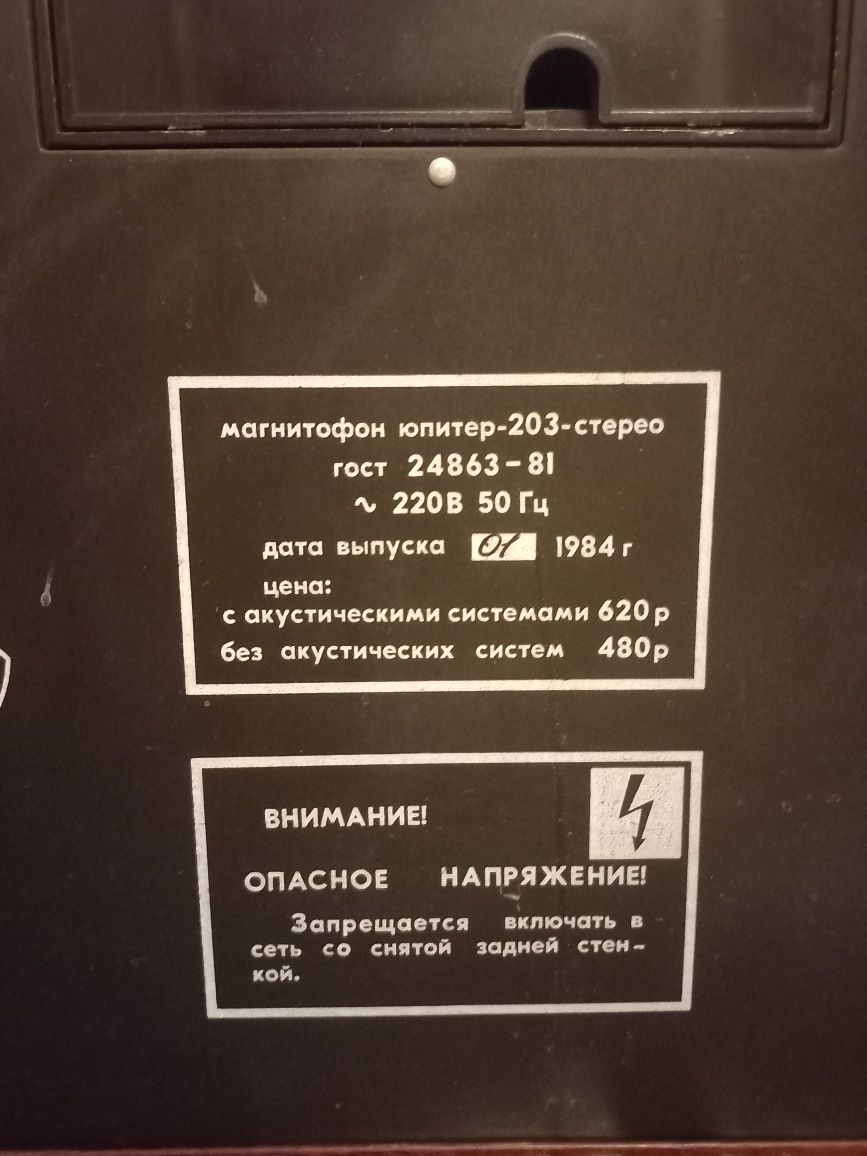 магнитофон юпитер-203-стерео
гост 24863-81
~ 220В 50 Гц
дата выпуска 01 1984 г
цена:
с акустическими системами 620 р
без акустических систем 480 р
ВНИМАНИЕ!
ОПАСНОЕ НАПРЯЖЕНИЕ!
Запрещается включать в
сеть со снятой задней стен-
кой.